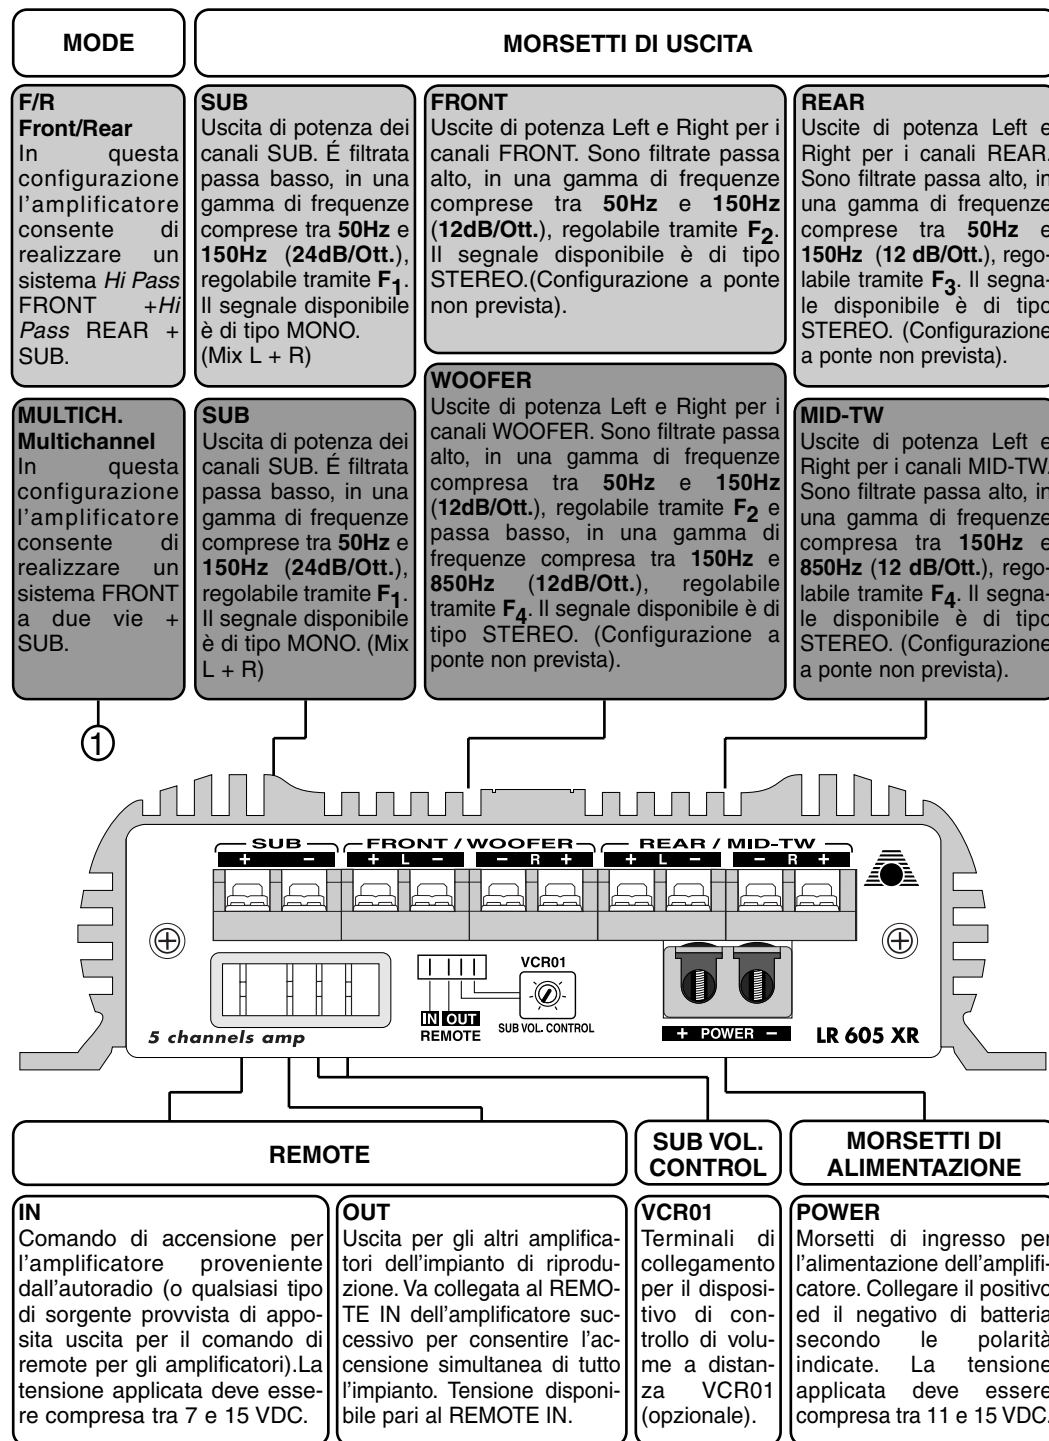 MODE
MORSETTI DI USCITA
F/R
Front/Rear
In questa
configurazione
l'amplificatore
consente di
realizzare un
sistema Hi Pass
FRONT +Hi
Pass REAR +
SUB.
SUB
Uscita di potenza dei
canali SUB. É filtrata
passa basso, in una
gamma di frequenze
comprese tra 50Hz e
150Hz (24dB/Ott.),
regolabile tramite F1.
Il segnale disponibile
è di tipo MONO.
(Mix L + R)
FRONT
Uscite di potenza Left e Right per i
canali FRONT. Sono filtrate passa
alto, in una gamma di frequenze
comprese tra 50Hz e 150Hz
(12dB/Ott.), regolabile tramite F2.
Il segnale disponibile è di tipo
STEREO.(Configurazione a ponte
non prevista).
REAR
Uscite di potenza Left e
Right per i canali REAR.
Sono filtrate passa alto, in
una gamma di frequenze
comprese tra 50Hz e
150Hz (12 dB/Ott.), rego-
labile tramite F3. Il segna-
le disponibile è di tipo
STEREO. (Configurazione
a ponte non prevista).
MULTICH.
Multichannel
In questa
configurazione
l'amplificatore
consente di
realizzare un
sistema FRONT
a due vie +
SUB.
SUB
Uscita di potenza dei
canali SUB. É filtrata
passa basso, in una
gamma di frequenze
comprese tra 50Hz e
150Hz (24dB/Ott.),
regolabile tramite F1.
Il segnale disponibile
è di tipo MONO. (Mix
L + R)
WOOFER
Uscite di potenza Left e Right per i
canali WOOFER. Sono filtrate passa
alto, in una gamma di frequenze
compresa tra 50Hz e 150Hz
(12dB/Ott.), regolabile tramite F2 e
passa basso, in una gamma di
frequenze compresa tra 150Hz e
850Hz (12dB/Ott.), regolabile
tramite F4. Il segnale disponibile è di
tipo STEREO. (Configurazione a
ponte non prevista).
MID-TW
Uscite di potenza Left e
Right per i canali MID-TW.
Sono filtrate passa alto, in
una gamma di frequenze
compresa tra 150Hz e
850Hz (12 dB/Ott.), rego-
labile tramite F4. Il segna-
le disponibile è di tipo
STEREO. (Configurazione
a ponte non prevista).
1
SUB FRONT / WOOFER REAR / MID-TW
+ − + L − − R + + L − − R +
VCR01
IN OUT
REMOTE
SUB VOL. CONTROL
5 channels amp
+ POWER −
LR 605 XR
REMOTE
SUB VOL.
CONTROL
MORSETTI DI
ALIMENTAZIONE
IN
Comando di accensione per
l'amplificatore proveniente
dall'autoradio (o qualsiasi tipo
di sorgente provvista di appo-
sita uscita per il comando di
remote per gli amplificatori).La
tensione applicata deve esse-
re compresa tra 7 e 15 VDC.
OUT
Uscita per gli altri amplifica-
tori dell'impianto di riprodu-
zione. Va collegata al REMO-
TE IN dell'amplificatore suc-
cessivo per consentire l'ac-
censione simultanea di tutto
l'impianto. Tensione disponi-
bile pari al REMOTE IN.
VCR01
Terminali di
collegamento
per il disposi-
tivo di con-
trollo di volu-
me a distan-
za VCR01
(opzionale).
POWER
Morsetti di ingresso per
l'alimentazione dell'amplifi-
catore. Collegare il positivo
ed il negativo di batteria
secondo le polarità
indicate. La tensione
applicata deve essere
compresa tra 11 e 15 VDC.